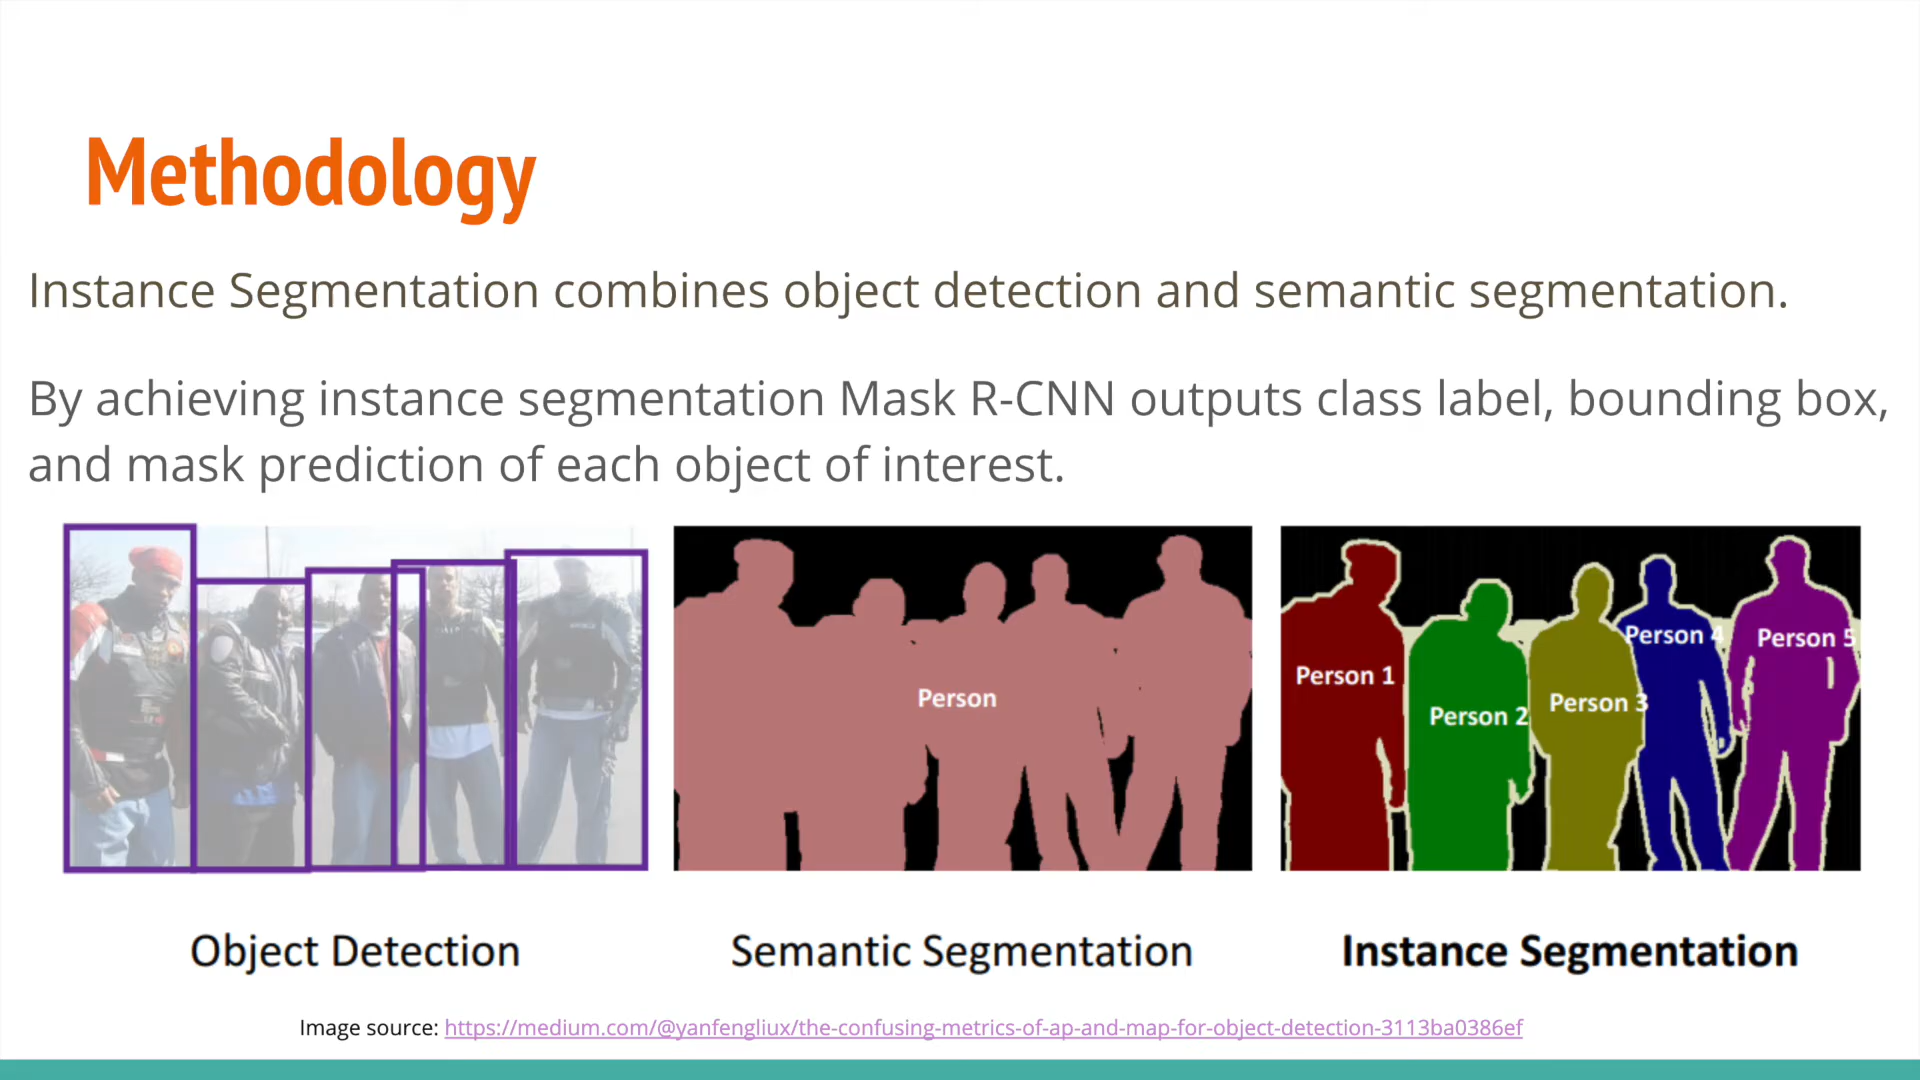 Methodology
Instance Segmentation combines object detection and semantic segmentation.
By achieving instance segmentation Mask R-CNN outputs class label, bounding box,
and mask prediction of each object of interest.
Person
Person 1
Person 2
Person 3
Person 4
Person 5
Object Detection
Semantic Segmentation
Instance Segmentation
Image source: https://medium.com/@yanfengliux/the-confusing-metrics-of-ap-and-map-for-object-detection-3113ba0386ef